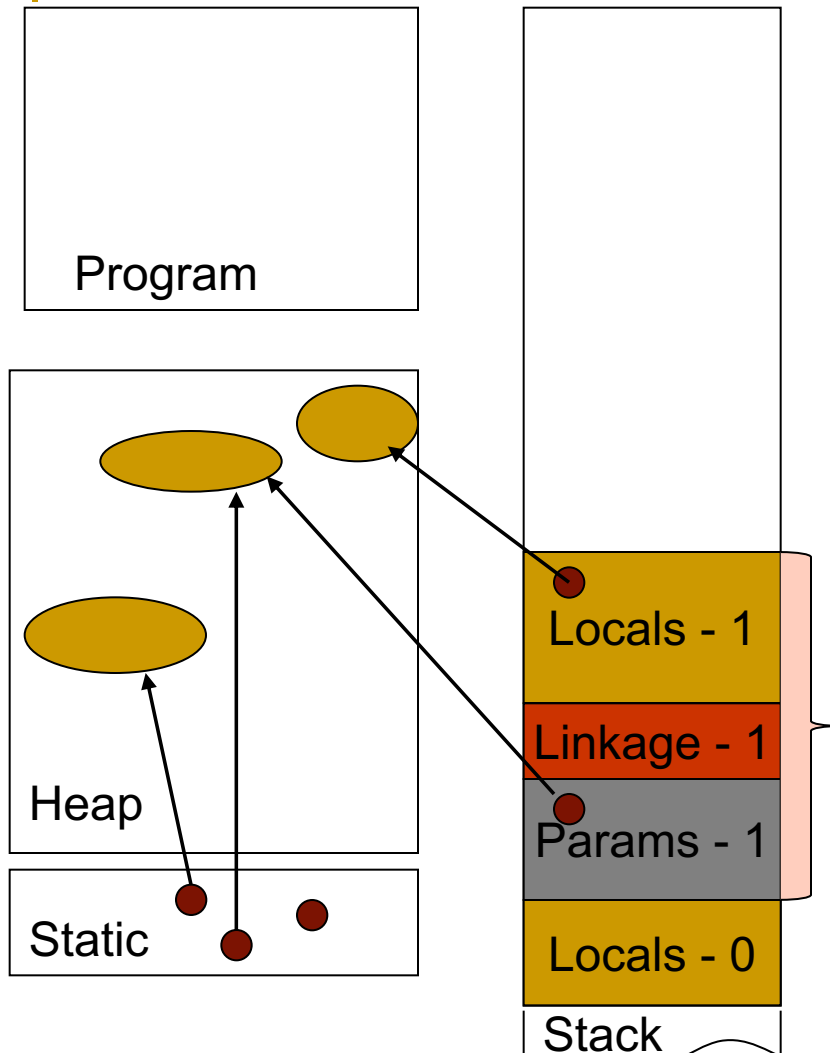 Program
Heap
Static
Locals - 1
Linkage - 1
Params - 1
Locals - 0
Stack